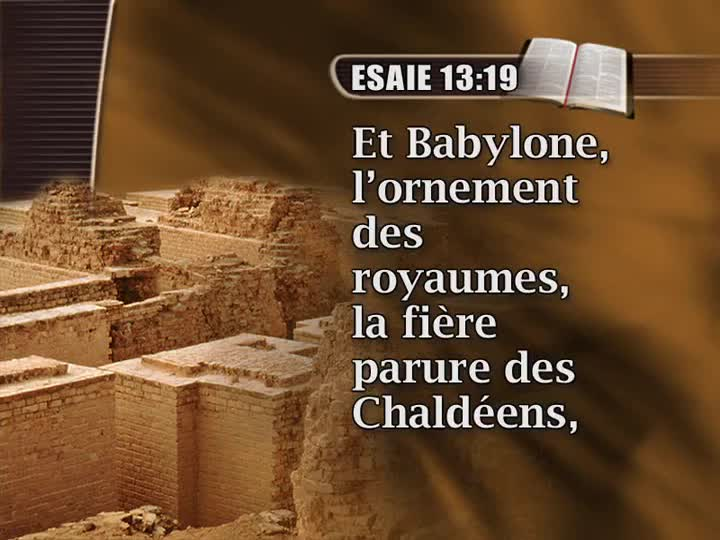 ESAIE 13:19
Et Babylone,
l’ornement
des
royaumes,
la fière
parure des
Chaldéens,